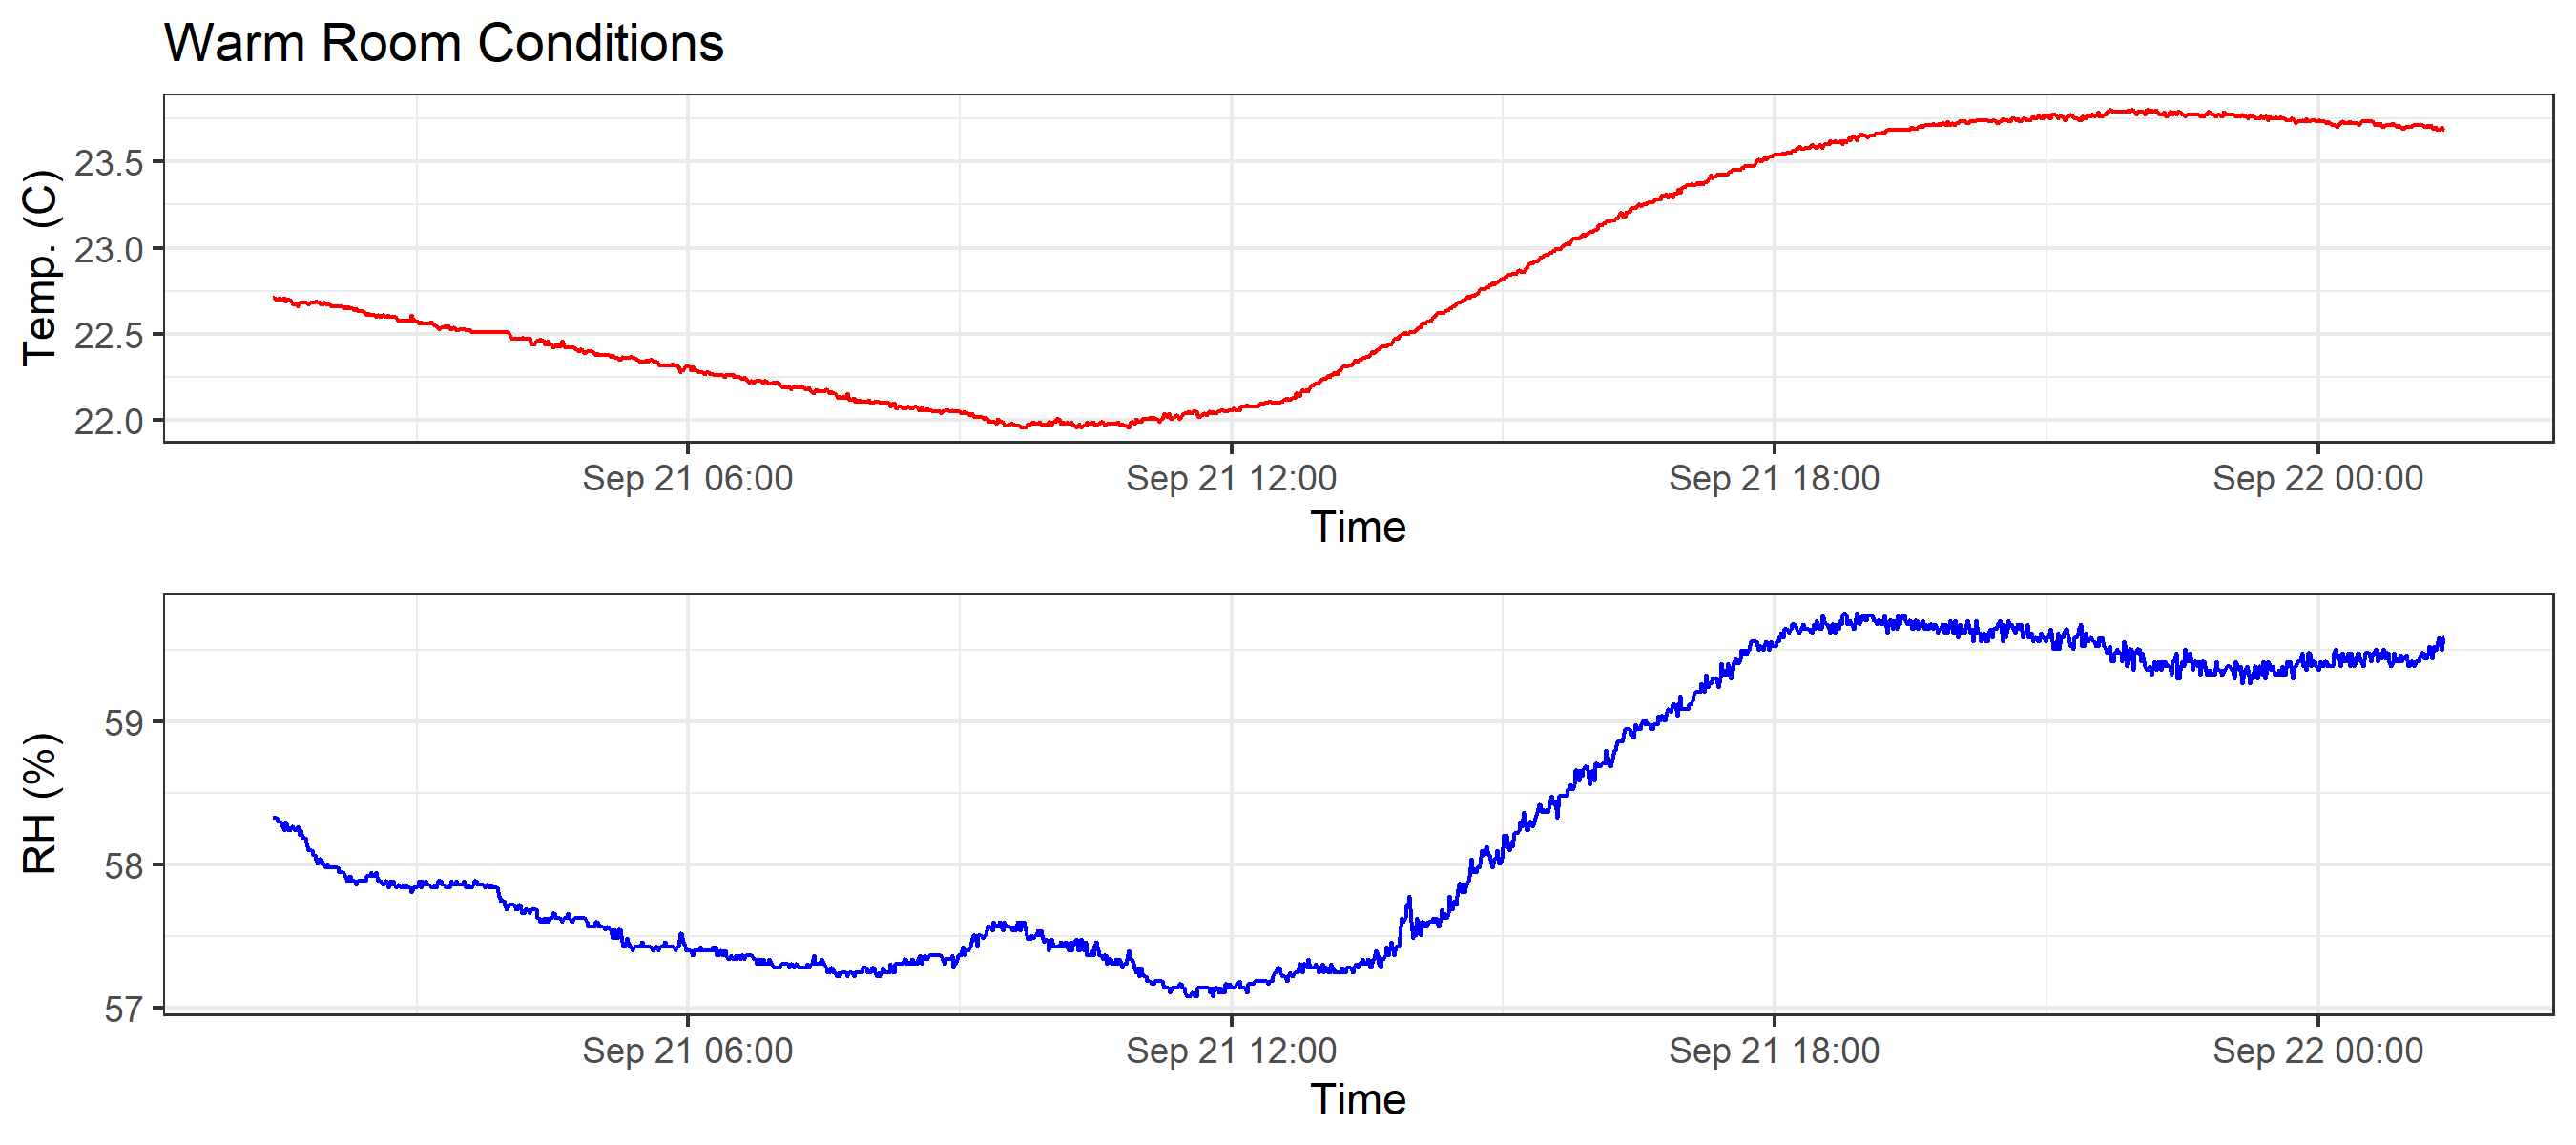 Warm Room Conditions
Temp. (C)
23.5
23.0
22.5
22.0
Sep 21 06:00 Sep 21 12:00 Sep 21 18:00 Sep 22 00:00
Time
RH (%)
59
58
57
Sep 21 06:00 Sep 21 12:00 Sep 21 18:00 Sep 22 00:00
Time